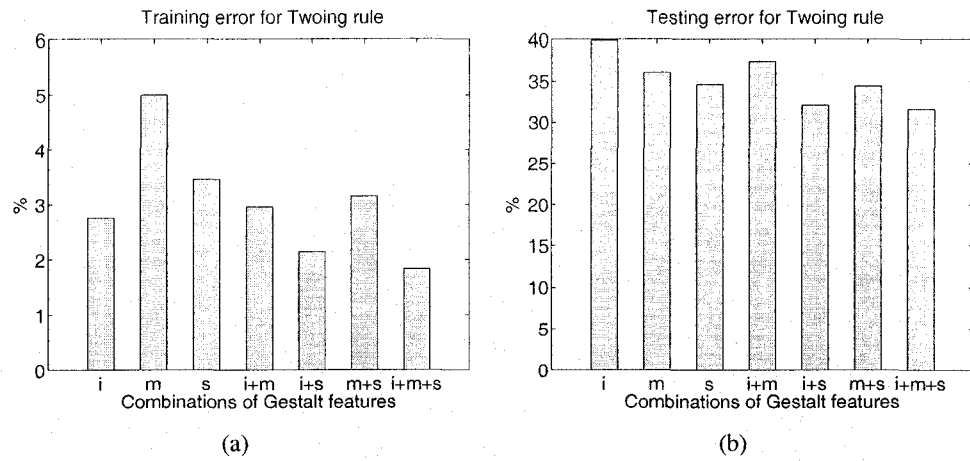 Training error for Twoing rule
6
5
4
3
2
1
0
%
i m s i+m i+s m+s i+m+s
Combinations of Gestalt features
(a)
Testing error for Twoing rule
40
35
30
25
20
15
10
5
0
%
i m s i+m i+s m+s i+m+s
Combinations of Gestalt features
(b)